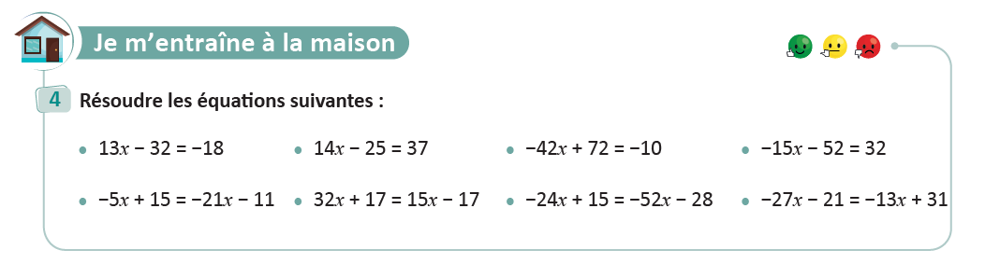 Je m’entraîne à la maison
4 Résoudre les équations suivantes :
• 13x − 32 = −18 • 14x − 25 = 37 • −42x + 72 = −10 • −15x − 52 = 32
• −5x + 15 = −21x − 11 • 32x + 17 = 15x − 17 • −24x + 15 = −52x − 28 • −27x − 21 = −13x + 31